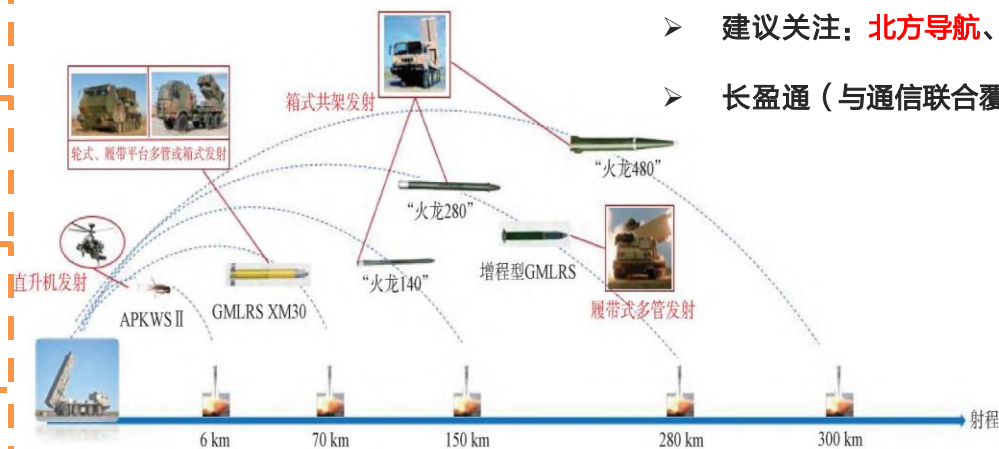 ➢ 建议关注：北方导航、
➢ 长盈通（与通信联合覆
箱式共架发射
轮式、履带平台多管或箱式发射
“火龙480”
“火龙280”
直升机发射
“火龙140”
增程型GMLRS
APKWSⅡ
GMLRS XM30
履带式多管发射
射程
6 km
70 km
150 km
280 km
300 km